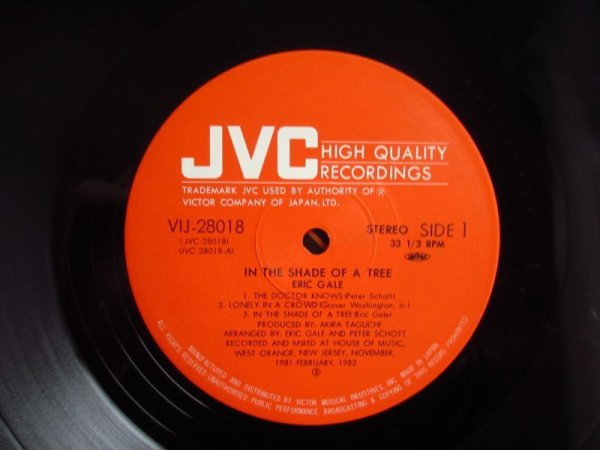 JVC HIGH QUALITY
RECORDINGS
TRADEMARK JVC USED BY AUTHORITY OF ®
VICTOR COMPANY OF JAPAN, LTD.
VIJ-28018
(JVC-28018)
(JVC-28018-A)
STEREO SIDE 1
33 1/3 RPM
IN THE SHADE OF A TREE
ERIC GALE
1. THE DOCTOR KNOWS (Peter Schott)
2. LONELY IN A CROWD (Grover Washington, Jr.)
3. IN THE SHADE OF A TREE (Eric Gale)
PRODUCED BY: AKIRA TAGUCHI
ARRANGED BY: ERIC GALE AND PETER SCHOTT
RECORDED AND MIXED AT HOUSE OF MUSIC,
WEST ORANGE, NEW JERSEY, NOVEMBER,
1981-FEBRUARY, 1982
MANUFACTURED AND DISTRIBUTED BY VICTOR MUSICAL INDUSTRIES, INC. MADE IN JAPAN.
ALL RIGHTS RESERVED UNAUTHORISED PUBLIC PERFORMANCE BROADCASTING & COPYING OF THIS RECORD PROHIBITED